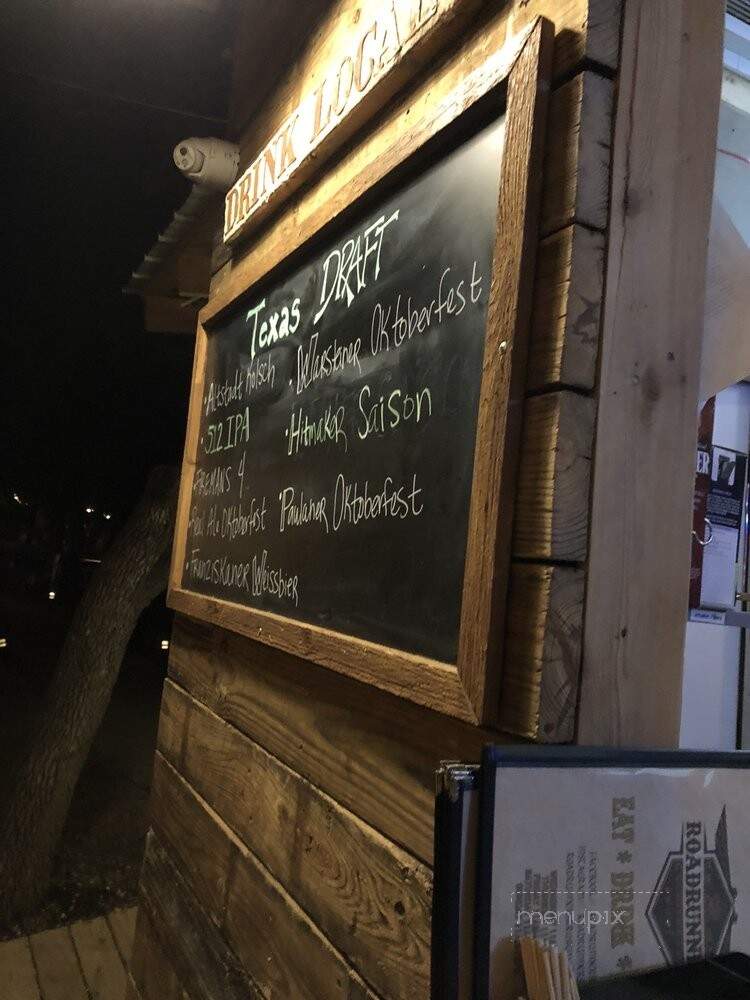 DRINK LOCAL
Texas DRAFT
• Altstadt Kolsch
• 512 IPA
FIREMANS 4
Real Ale Oktoberfest
• Franziskaner Weissbier
• Warsteiner Oktoberfest
• Hitmaker Saison
• Paulaner Oktoberfest
EAT * DRINK *
ROADRUNN
menupix